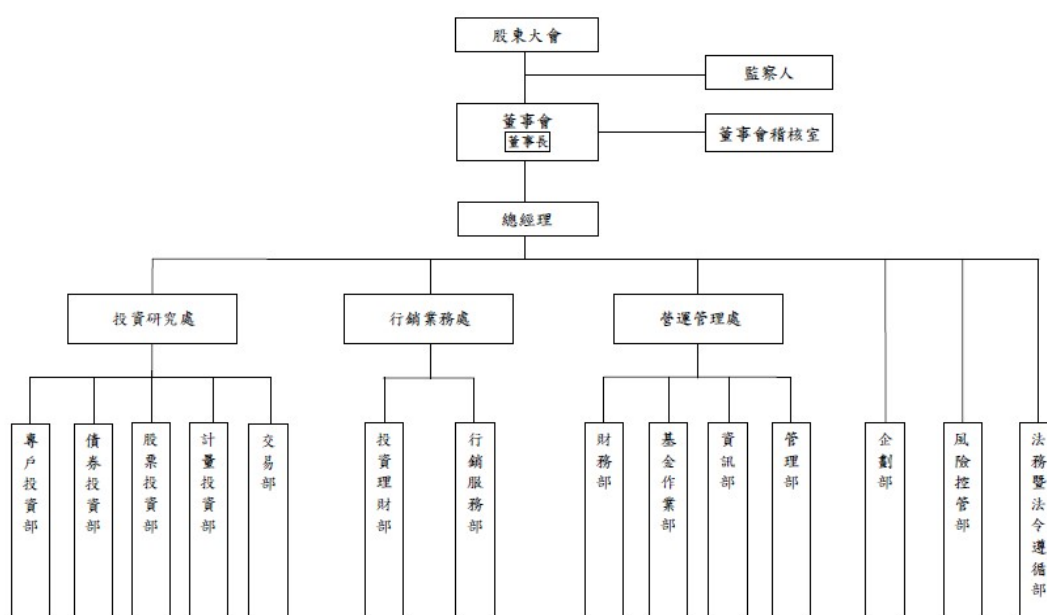 股東大會
監察人
董事會
董事長
董事會稽核室
總經理
投資研究處
行銷業務處
營運管理處
專戶投資部
債券投資部
股票投資部
計量投資部
交易部
投資理財部
行銷服務部
財務部
基金作業部
資訊部
管理部
企劃部
風險控管部
法務暨法令遵循部